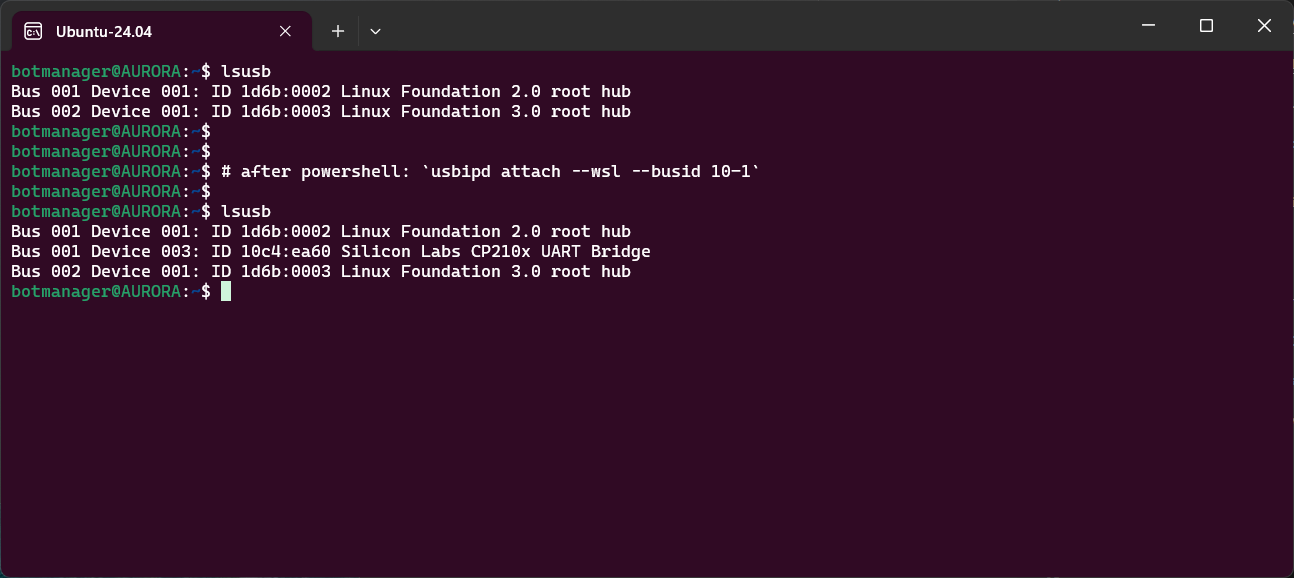 Ubuntu-24.04
botmanager@AURORA:~$ lsusb
Bus 001 Device 001: ID 1d6b:0002 Linux Foundation 2.0 root hub
Bus 002 Device 001: ID 1d6b:0003 Linux Foundation 3.0 root hub
botmanager@AURORA:~$
botmanager@AURORA:~$
botmanager@AURORA:~$ # after powershell: `usbipd attach --wsl --busid 10-1`
botmanager@AURORA:~$
botmanager@AURORA:~$ lsusb
Bus 001 Device 001: ID 1d6b:0002 Linux Foundation 2.0 root hub
Bus 001 Device 003: ID 10c4:ea60 Silicon Labs CP210x UART Bridge
Bus 002 Device 001: ID 1d6b:0003 Linux Foundation 3.0 root hub
botmanager@AURORA:~$